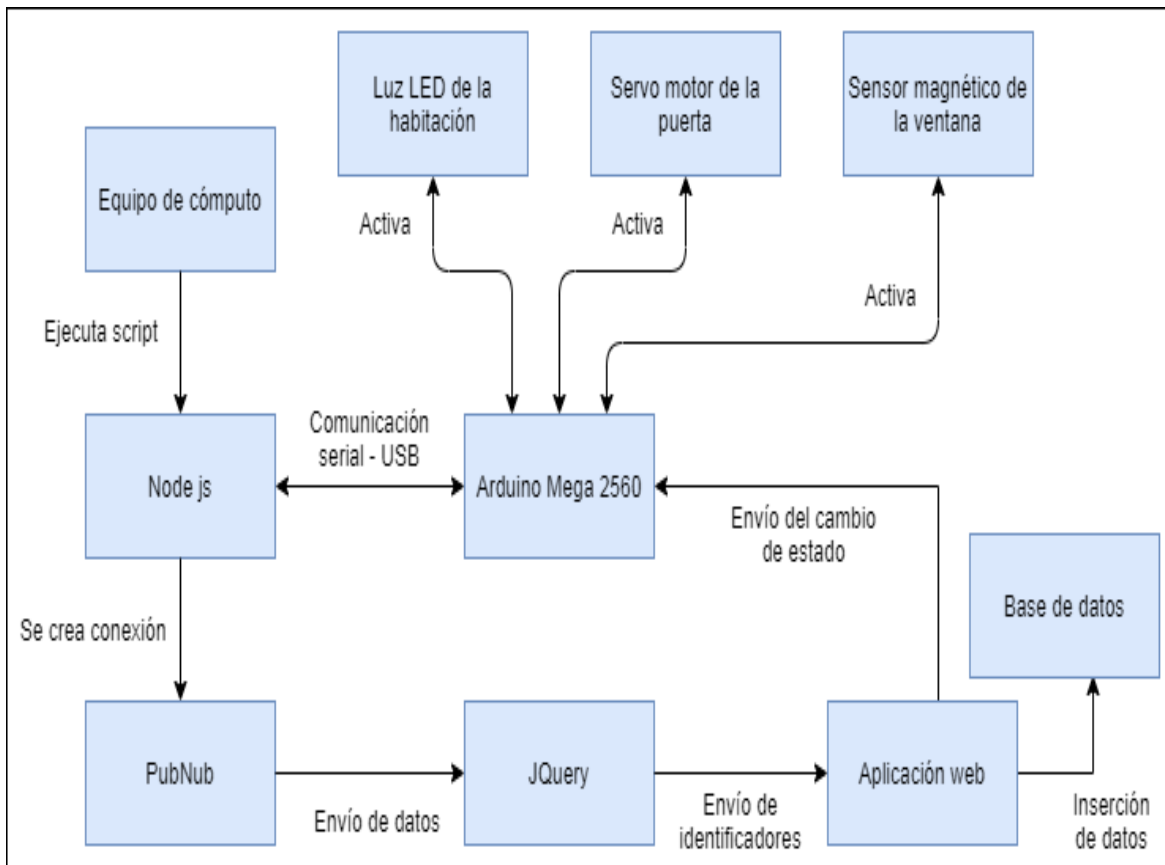 Luz LED de la
habitación
Servo motor de la
puerta
Sensor magnético de
la ventana
Equipo de cómputo
Activa
Activa
Activa
Ejecuta script
Comunicación
serial - USB
Node js
Arduino Mega 2560
Envío del cambio
de estado
Base de datos
Se crea conexión
PubNub
JQuery
Aplicación web
Envío de datos
Envío de
identificadores
Inserción
de datos